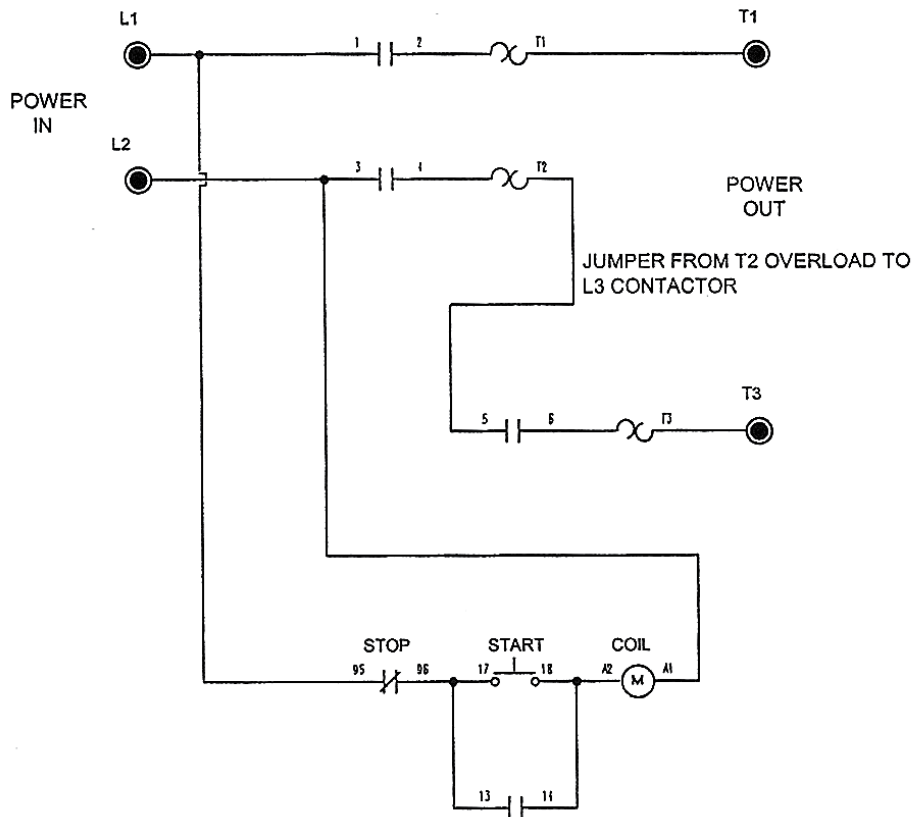 L1
T1
1 2 T1
POWER
IN
L2
3 4 T2
POWER
OUT
JUMPER FROM T2 OVERLOAD TO
L3 CONTACTOR
T3
5 6 T3
STOP START COIL
95 96 17 18 A2 M A1
13 14